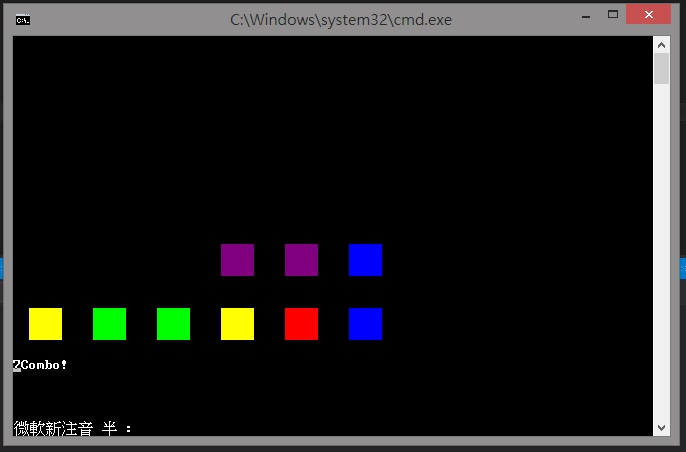 C:\Windows\system32\cmd.exe
2Combo!
微軟新注音 半 :